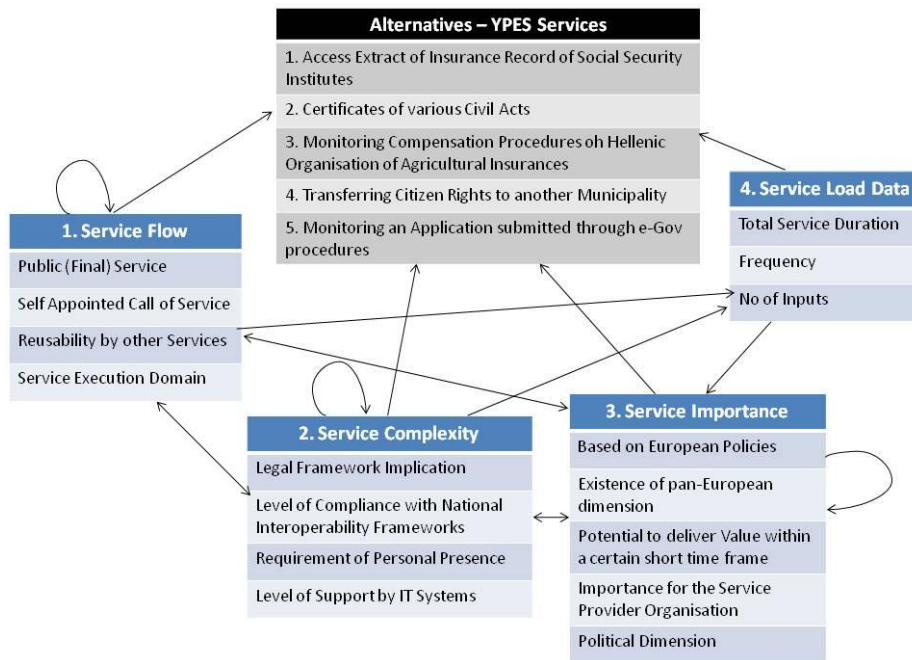 Alternatives – YPES Services
1. Access Extract of Insurance Record of Social Security
Institutes
2. Certificates of various Civil Acts
3. Monitoring Compensation Procedures oh Hellenic
Organisation of Agricultural Insurances
4. Transferring Citizen Rights to another Municipality
5. Monitoring an Application submitted through e-Gov
procedures
1. Service Flow
Public (Final) Service
Self Appointed Call of Service
Reusability by other Services
Service Execution Domain
4. Service Load Data
Total Service Duration
Frequency
No of Inputs
2. Service Complexity
Legal Framework Implication
Level of Compliance with National
Interoperability Frameworks
Requirement of Personal Presence
Level of Support by IT Systems
3. Service Importance
Based on European Policies
Existence of pan-European
dimension
Potential to deliver Value within
a certain short time frame
Importance for the Service
Provider Organisation
Political Dimension